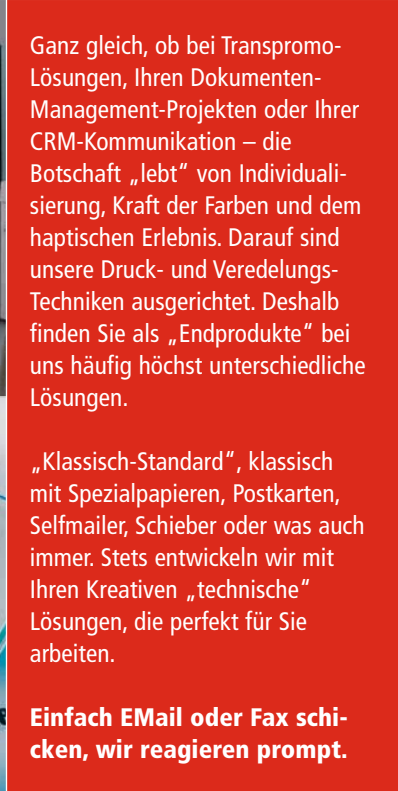 Ganz gleich, ob bei Transpromo-
Lösungen, Ihren Dokumenten-
Management-Projekten oder Ihrer
CRM-Kommunikation – die
Botschaft „lebt“ von Individuali-
sierung, Kraft der Farben und dem
haptischen Erlebnis. Darauf sind
unsere Druck- und Veredelungs-
Techniken ausgerichtet. Deshalb
finden Sie als „Endprodukte“ bei
uns häufig höchst unterschiedliche
Lösungen.
„Klassisch-Standard“, klassisch
mit Spezialpapieren, Postkarten,
Selfmailer, Schieber oder was auch
immer. Stets entwickeln wir mit
Ihren Kreativen „technische“
Lösungen, die perfekt für Sie
arbeiten.
Einfach EMail oder Fax schi-
cken, wir reagieren prompt.